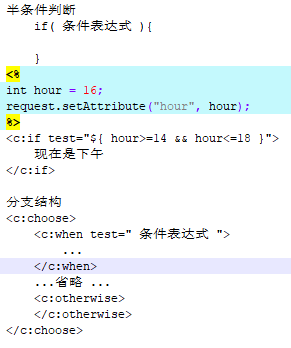 半条件判断
if( 条件表达式 ){
}
<%
int hour = 16;
request.setAttribute("hour", hour);
%>
<c:if test="${ hour>=14 && hour<=18 }">
现在是下午
</c:if>
分支结构
<c:choose>
<c:when test=" 条件表达式 ">
...
</c:when>
...省略 ...
<c:otherwise>
</c:otherwise>
</c:choose>